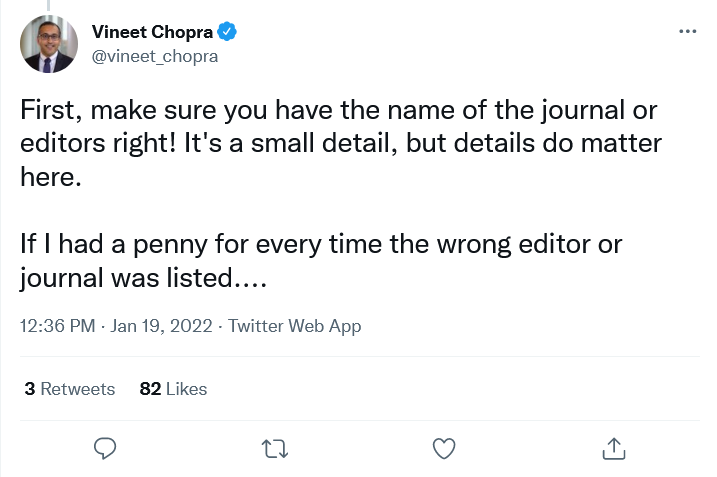 Vineet Chopra
@vineet_chopra
First, make sure you have the name of the journal or
editors right! It's a small detail, but details do matter
here.
If I had a penny for every time the wrong editor or
journal was listed....
12:36 PM · Jan 19, 2022 · Twitter Web App
3 Retweets 82 Likes